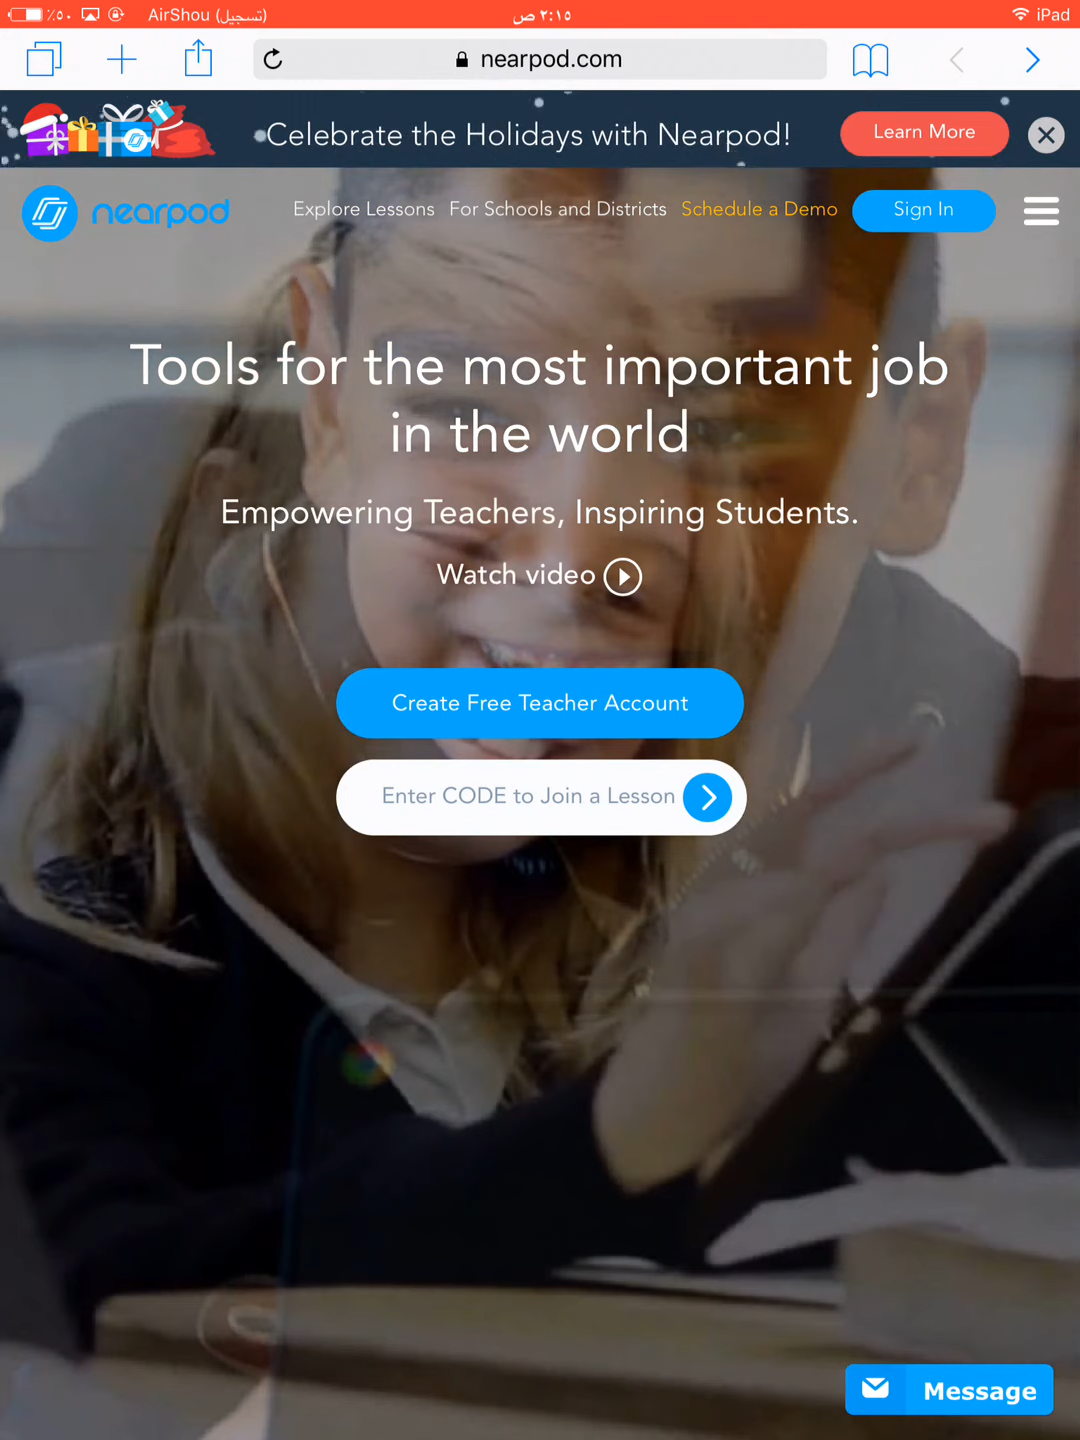 ٪٥٠ AirShou (تسجيل) ٢:١٥ ص iPad
nearpod.com
Celebrate the Holidays with Nearpod! Learn More
nearpod Explore Lessons For Schools and Districts Schedule a Demo Sign In
Tools for the most important job
in the world
Empowering Teachers, Inspiring Students.
Watch video
Create Free Teacher Account
Enter CODE to Join a Lesson
Message